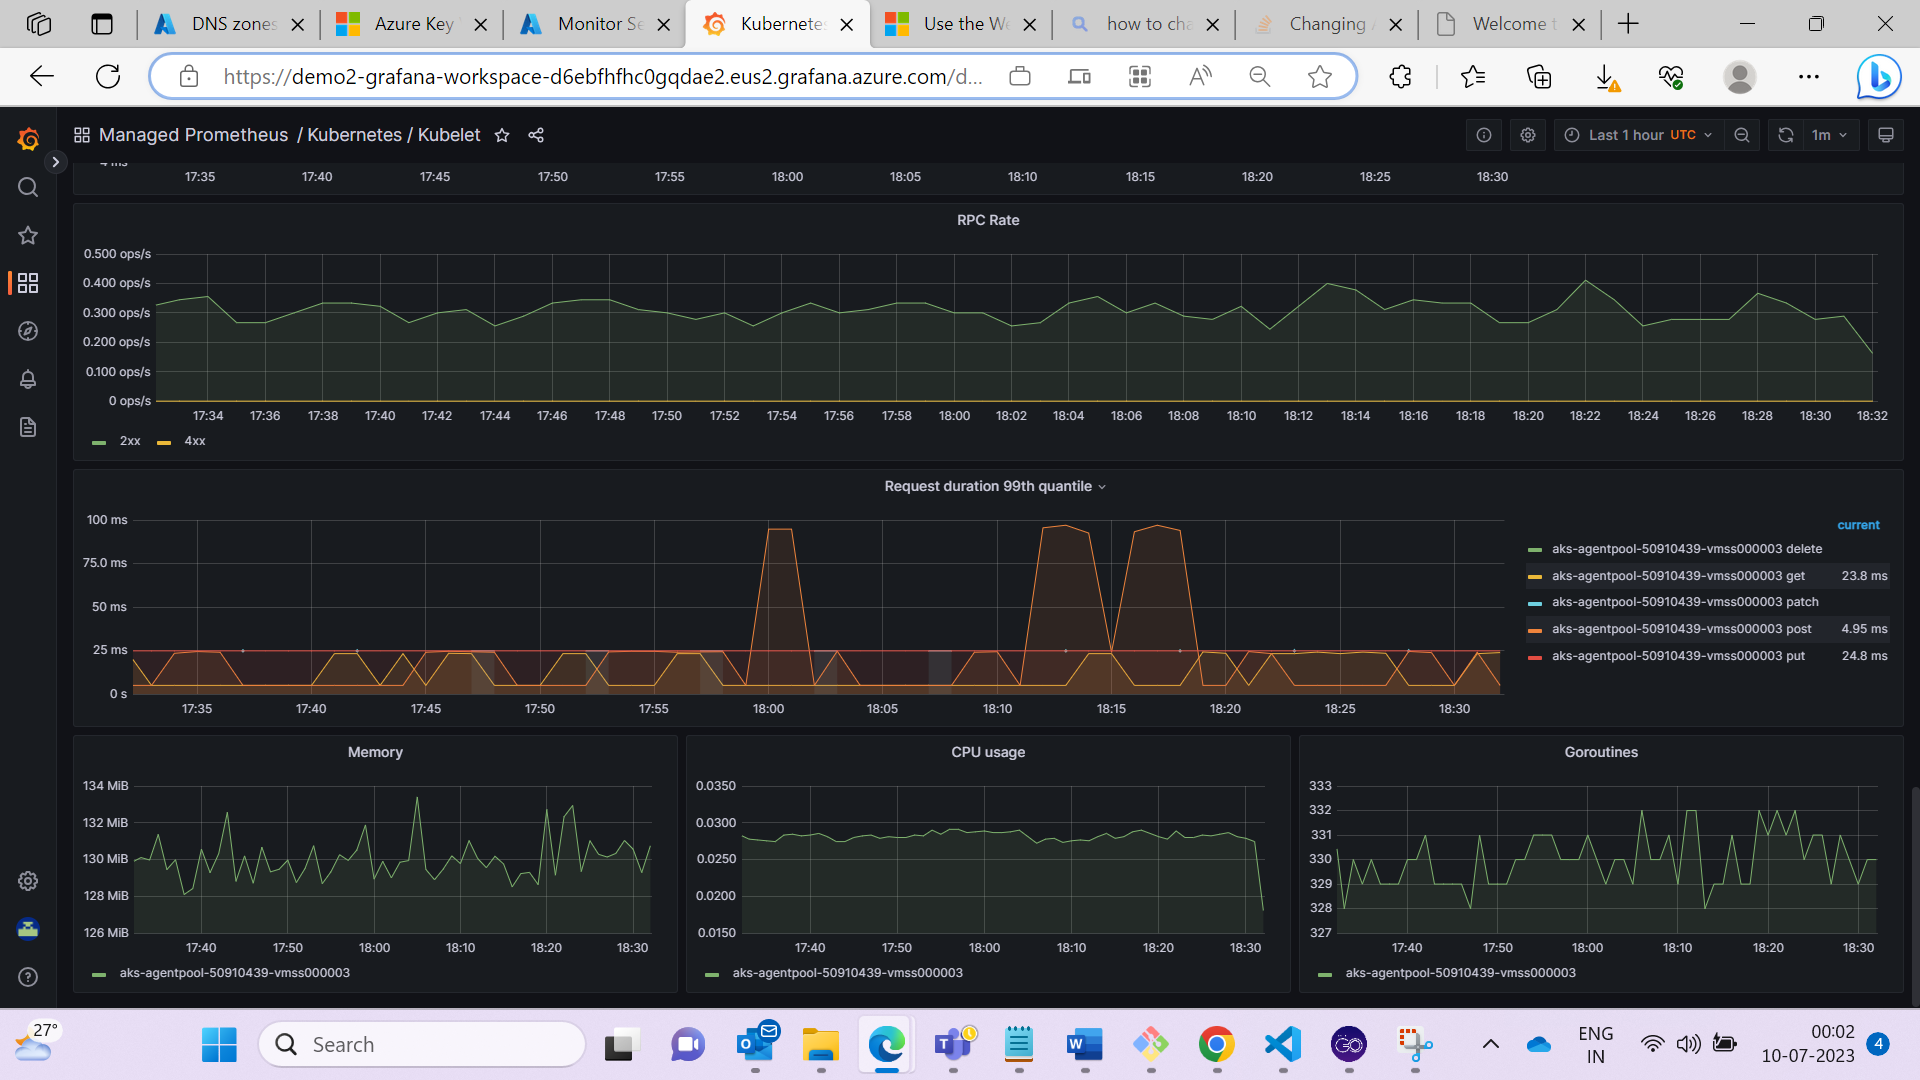 DNS zones
Azure Key
Monitor Se
Kubernetes
Use the We
how to cha
Changing
Welcome t
https://demo2-grafana-workspace-d6ebfhfhc0gqdae2.eus2.grafana.azure.com/d...
Managed Prometheus / Kubernetes / Kubelet
Last 1 hour UTC
1m
17:35 17:40 17:45 17:50 17:55 18:00 18:05 18:10 18:15 18:20 18:25 18:30
RPC Rate
0.500 ops/s
0.400 ops/s
0.300 ops/s
0.200 ops/s
0.100 ops/s
0 ops/s
17:34 17:36 17:38 17:40 17:42 17:44 17:46 17:48 17:50 17:52 17:54 17:56 17:58 18:00 18:02 18:04 18:06 18:08 18:10 18:12 18:14 18:16 18:18 18:20 18:22 18:24 18:26 18:28 18:30 18:32
2xx 4xx
Request duration 99th quantile
100 ms
75.0 ms
50 ms
25 ms
0 s
17:35 17:40 17:45 17:50 17:55 18:00 18:05 18:10 18:15 18:20 18:25 18:30
current
aks-agentpool-50910439-vmss000003 delete
aks-agentpool-50910439-vmss000003 get 23.8 ms
aks-agentpool-50910439-vmss000003 patch
aks-agentpool-50910439-vmss000003 post 4.95 ms
aks-agentpool-50910439-vmss000003 put 24.8 ms
Memory
134 MiB
132 MiB
130 MiB
128 MiB
126 MiB
17:40 17:50 18:00 18:10 18:20 18:30
aks-agentpool-50910439-vmss000003
CPU usage
0.0350
0.0300
0.0250
0.0200
0.0150
17:40 17:50 18:00 18:10 18:20 18:30
aks-agentpool-50910439-vmss000003
Goroutines
333
332
331
330
329
328
327
17:40 17:50 18:00 18:10 18:20 18:30
aks-agentpool-50910439-vmss000003
27°
Search
ENG
IN
00:02
10-07-2023
4